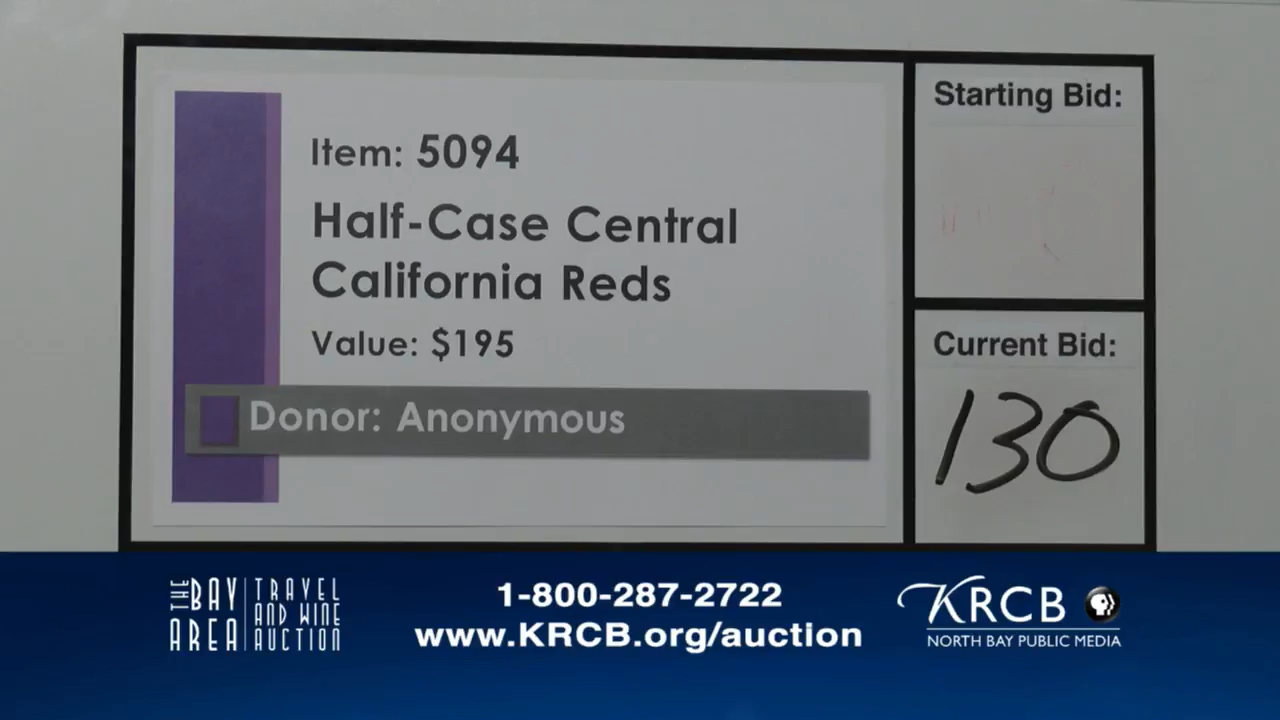 Item: 5094
Half-Case Central
California Reds
Value: $195
Donor: Anonymous
Starting Bid:
Current Bid:
130
THE BAY AREA
TRAVEL
AND WINE
AUCTION
1-800-287-2722
www.KRCB.org/auction
KRCB
NORTH BAY PUBLIC MEDIA